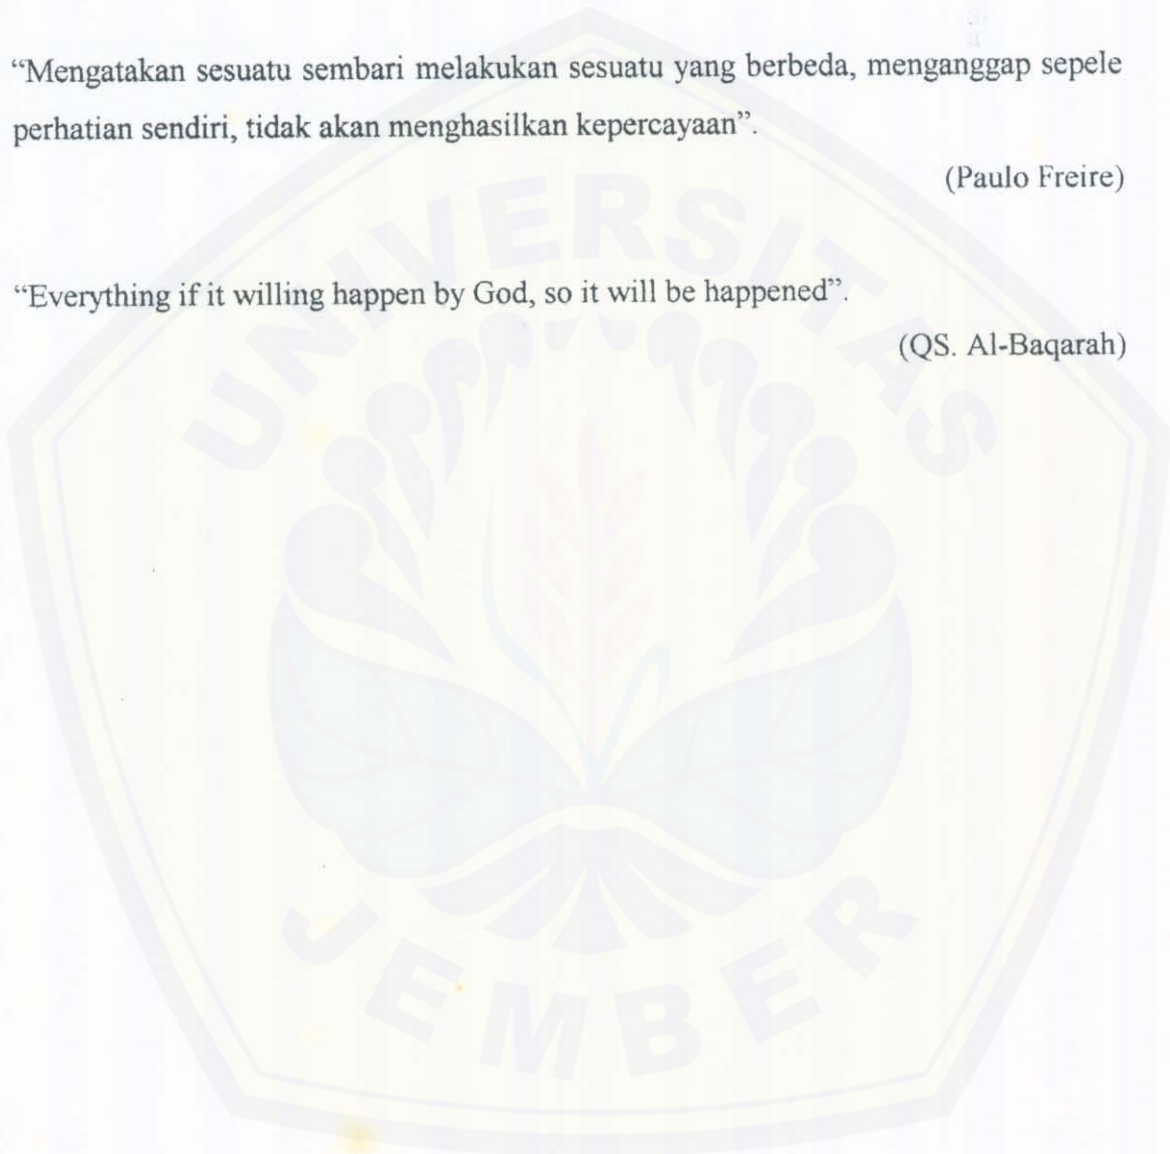 “Mengatakan sesuatu sembari melakukan sesuatu yang berbeda, menganggap sepele
perhatian sendiri, tidak akan menghasilkan kepercayaan”.
(Paulo Freire)
“Everything if it willing happen by God, so it will be happened”.
(QS. Al-Baqarah)
UNIVERSITAS
JEMBER